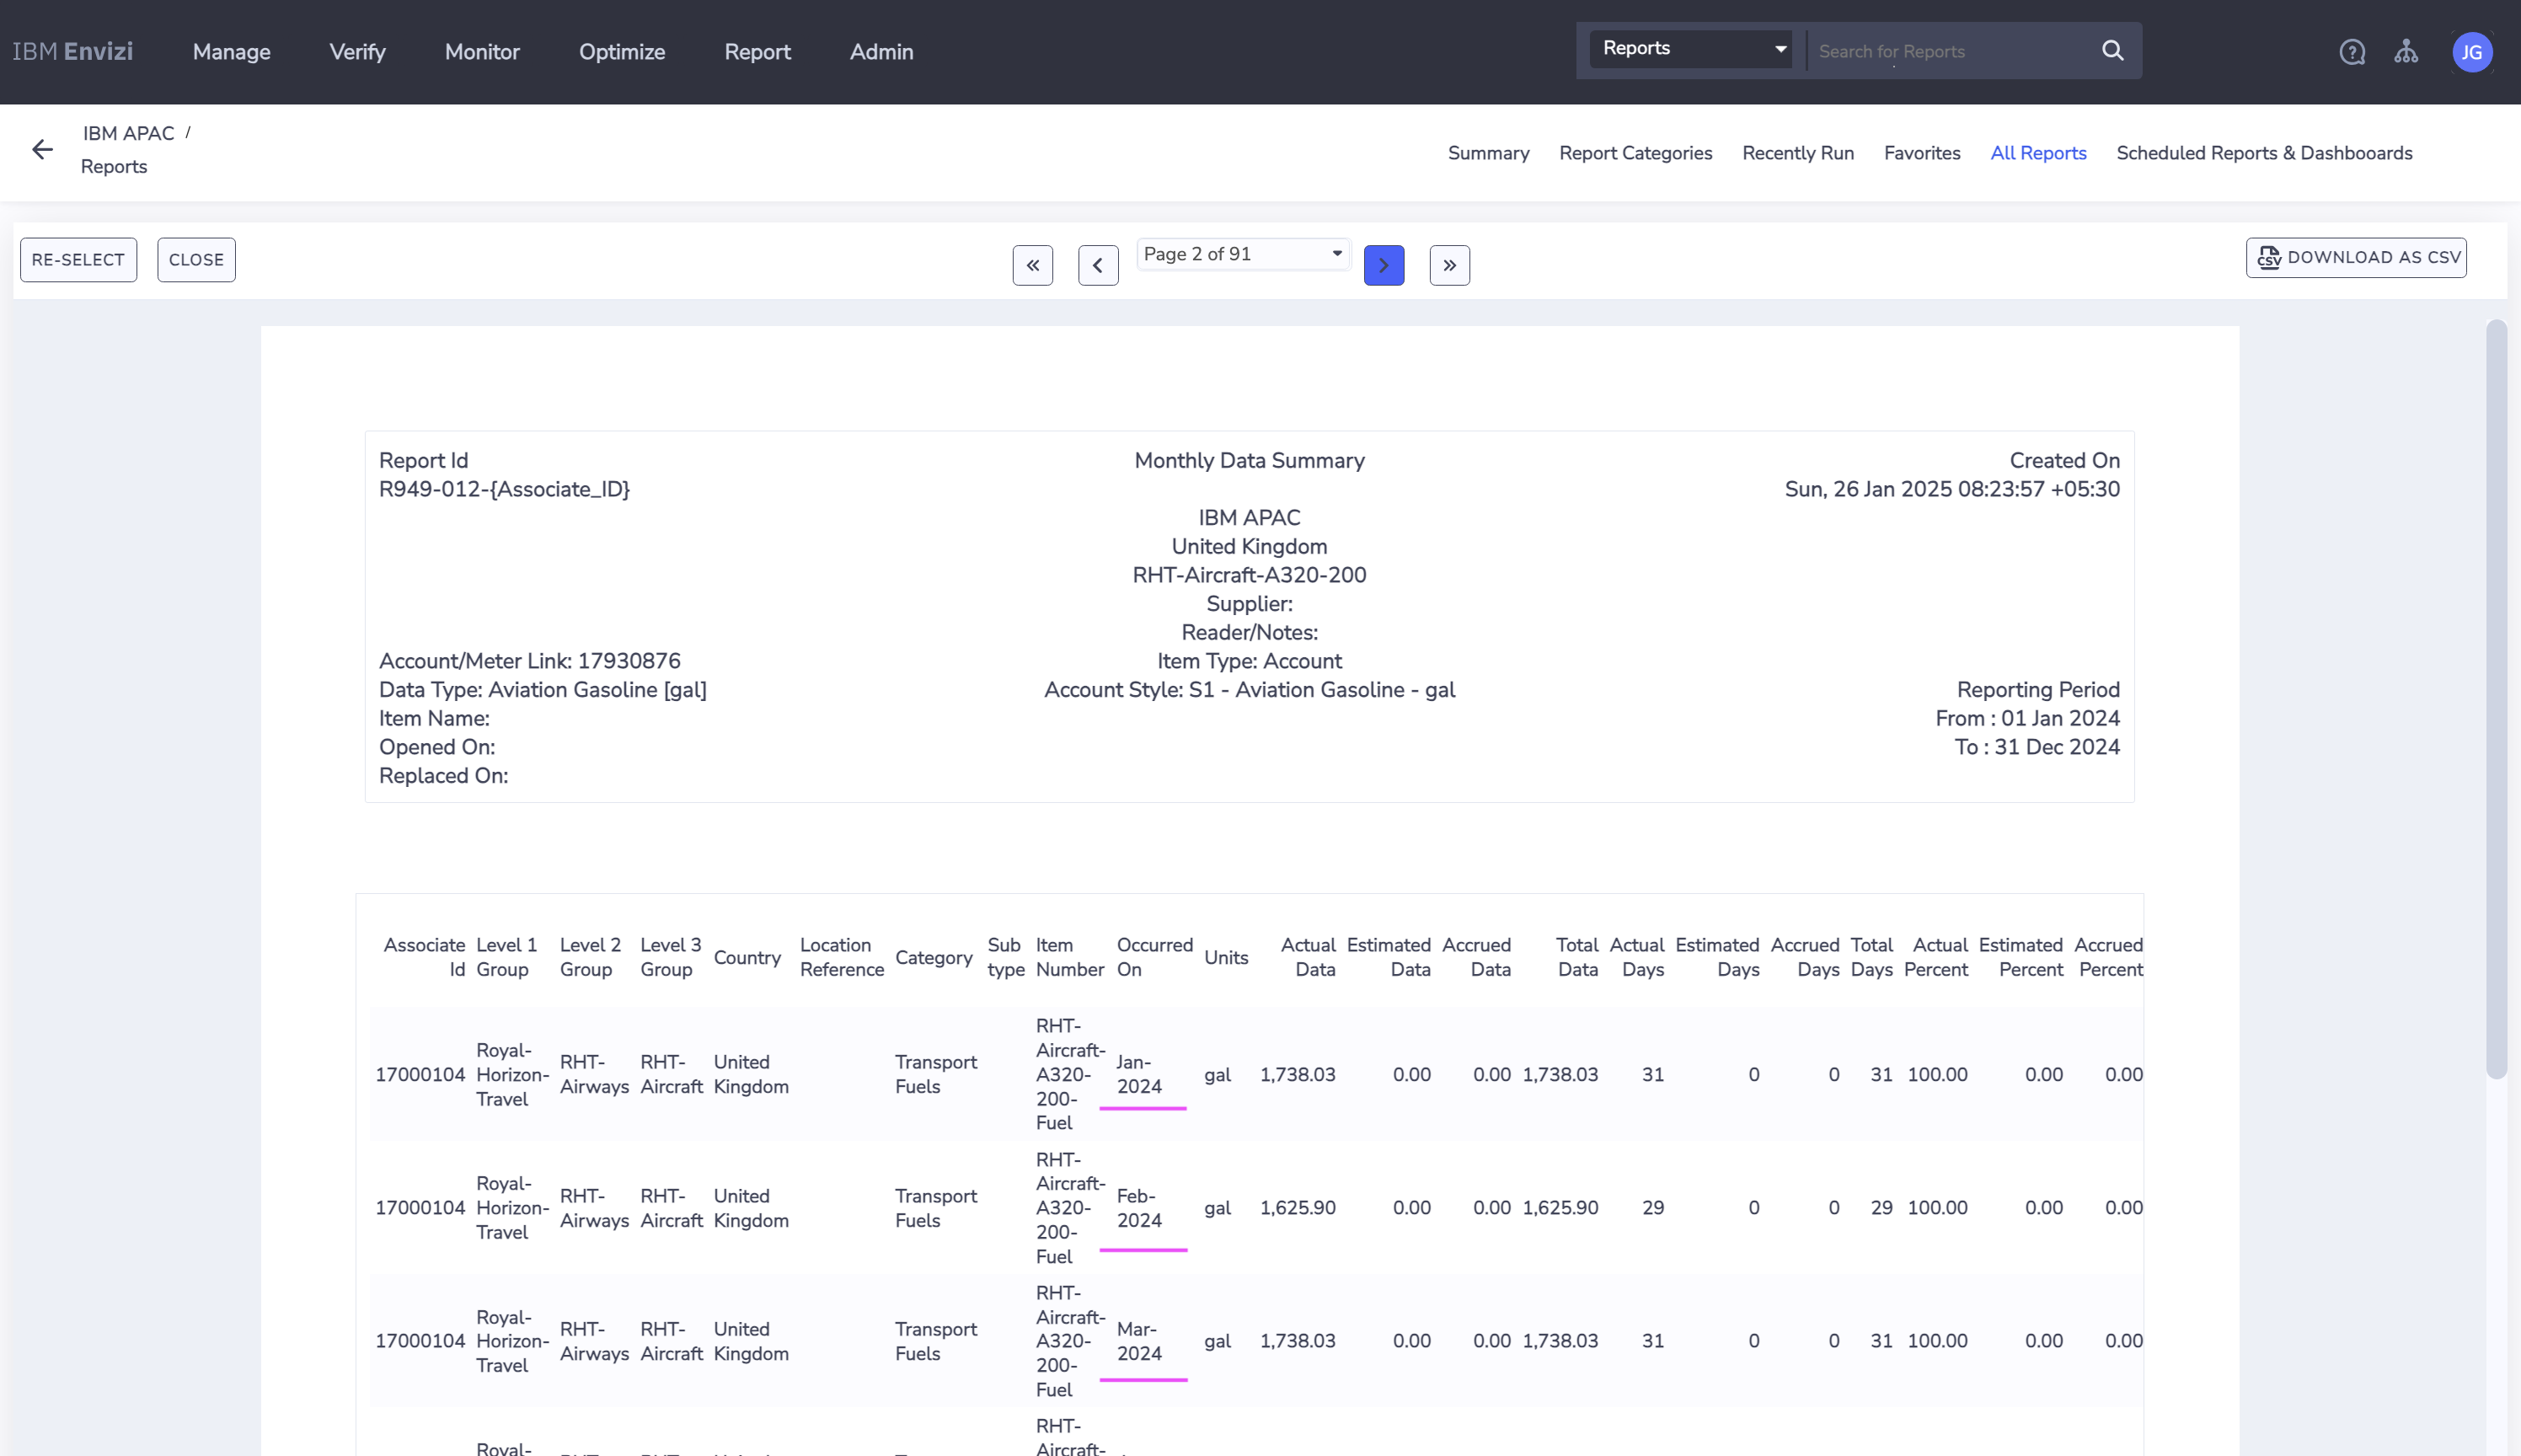 IBM Envizi Manage Verify Monitor Optimize Report Admin Reports Search for Reports JG
IBM APAC /
Reports
Summary Report Categories Recently Run Favorites All Reports Scheduled Reports & Dashbooards
RE-SELECT CLOSE Page 2 of 91 CSV DOWNLOAD AS CSV
Report Id Monthly Data Summary Created On
R949-012-{Associate_ID} Sun, 26 Jan 2025 08:23:57 +05:30
IBM APAC
United Kingdom
RHT-Aircraft-A320-200
Supplier:
Reader/Notes:
Account/Meter Link: 17930876 Item Type: Account
Data Type: Aviation Gasoline [gal] Account Style: S1 - Aviation Gasoline - gal Reporting Period
Item Name: From : 01 Jan 2024
Opened On: To : 31 Dec 2024
Replaced On:
Associate Id Level 1 Group Level 2 Group Level 3 Group Country Location Reference Category Sub type Item Number Occurred On Units Actual Data Estimated Data Accrued Data Total Data Actual Days Estimated Days Accrued Days Total Days Actual Percent Estimated Percent Accrued Percent
17000104 Royal-Horizon-Travel RHT-Airways RHT-Aircraft United Kingdom Transport Fuels RHT-Aircraft-A320-200-Fuel Jan-2024 gal 1,738.03 0.00 0.00 1,738.03 31 0 0 31 100.00 0.00 0.00
17000104 Royal-Horizon-Travel RHT-Airways RHT-Aircraft United Kingdom Transport Fuels RHT-Aircraft-A320-200-Fuel Feb-2024 gal 1,625.90 0.00 0.00 1,625.90 29 0 0 29 100.00 0.00 0.00
17000104 Royal-Horizon-Travel RHT-Airways RHT-Aircraft United Kingdom Transport Fuels RHT-Aircraft-A320-200-Fuel Mar-2024 gal 1,738.03 0.00 0.00 1,738.03 31 0 0 31 100.00 0.00 0.00
RHT-
Royal- Aircraft-